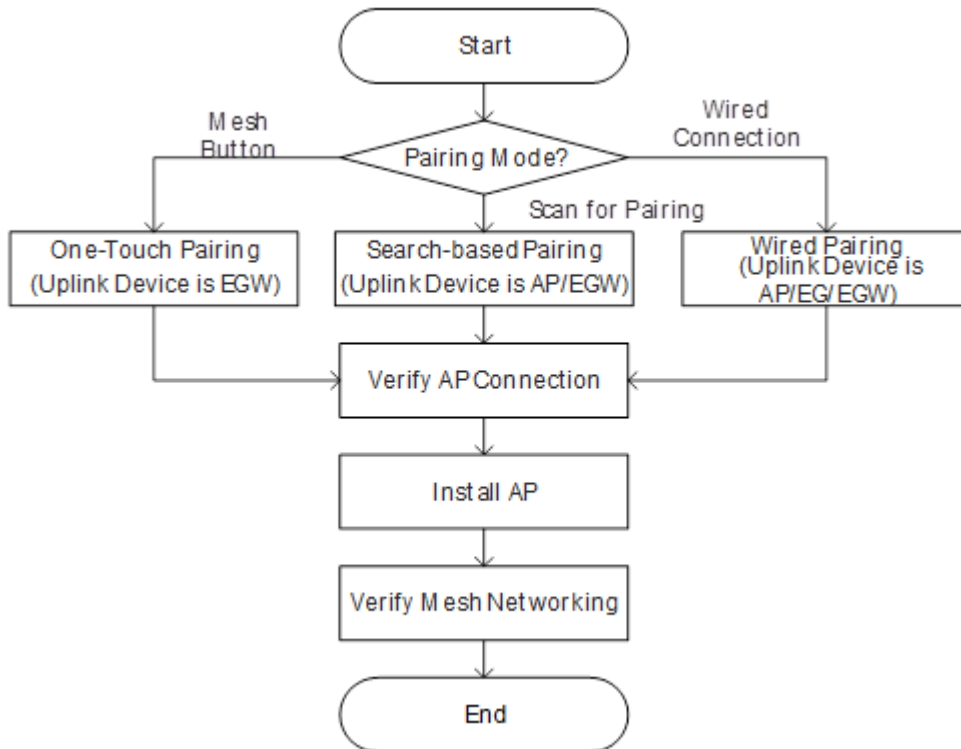 Start
Mesh
Button
Wired
Connection
Pairing Mode?
Scan for Pairing
One-Touch Pairing
(Uplink Device is EGW)
Search-based Pairing
(Uplink Device is AP/EGW)
Wired Pairing
(Uplink Device is
AP/EG/EGW)
Verify AP Connection
Install AP
Verify Mesh Networking
End